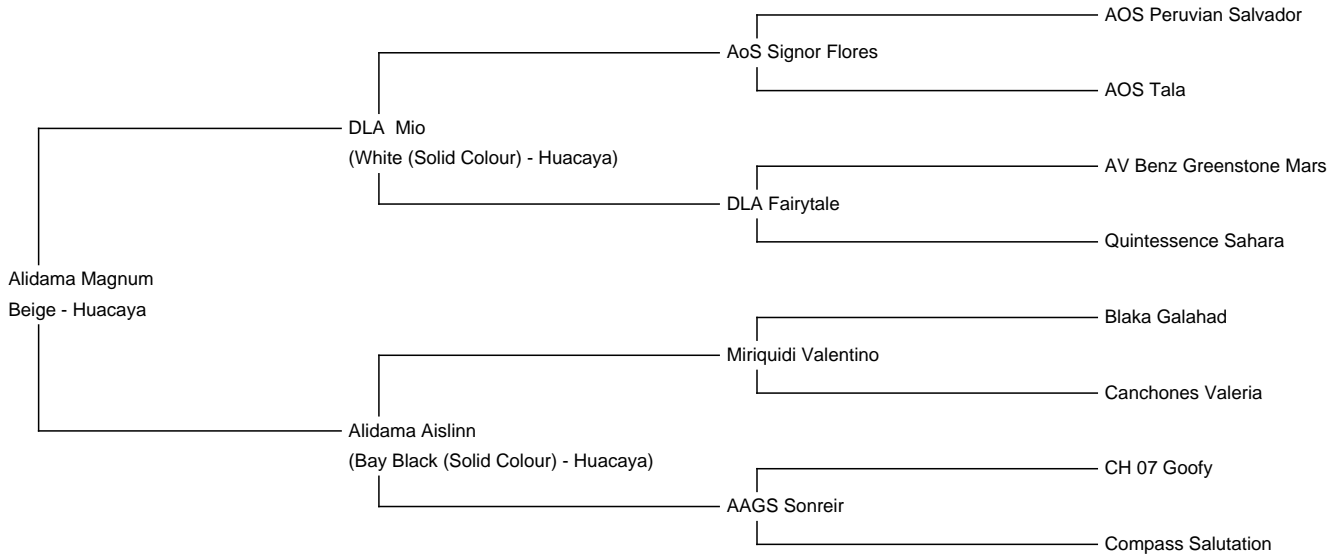 AOS Peruvian Salvador
AoS Signor Flores
AOS Tala
DLA  Mio
(White (Solid Colour) - Huacaya)
AV Benz Greenstone Mars
DLA Fairytale
Quintessence Sahara
Alidama Magnum
Beige - Huacaya
Blaka Galahad
Miriquidi Valentino
Canchones Valeria
Alidama Aislinn
(Bay Black (Solid Colour) - Huacaya)
CH 07 Goofy
AAGS Sonreir
Compass Salutation